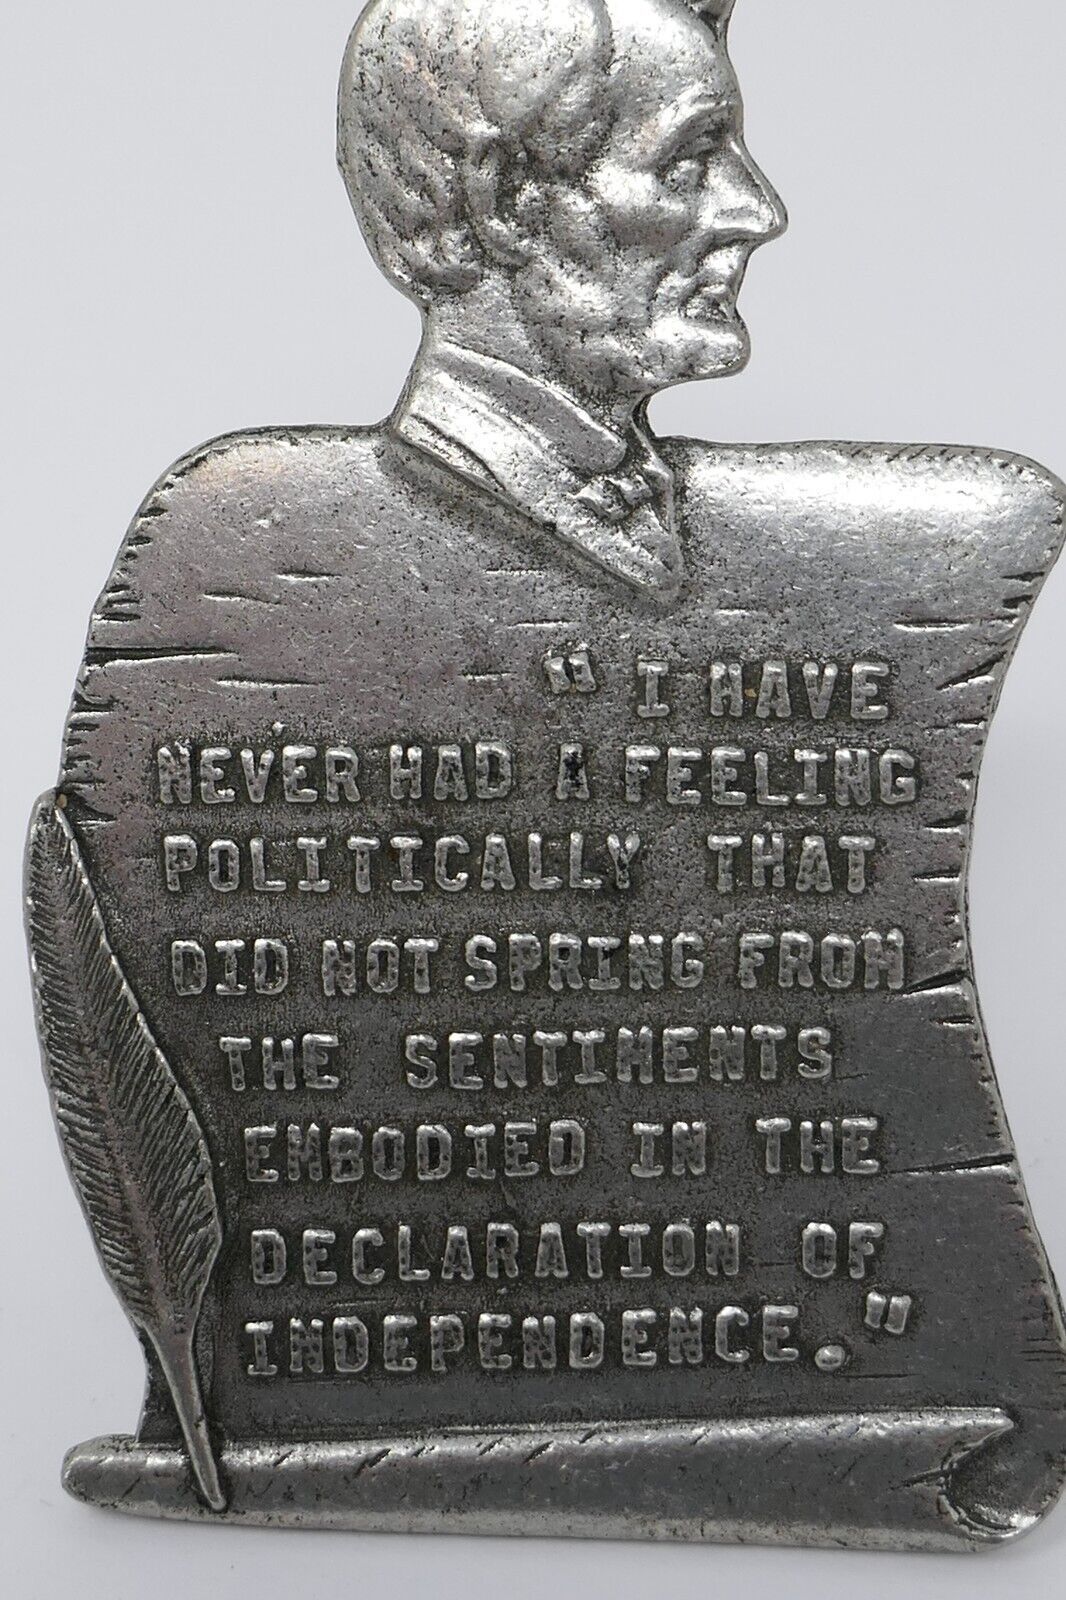 " I HAVE
NEVER HAD A FEELING
POLITICALLY THAT
DID NOT SPRING FROM
THE SENTIMENTS
EMBODIED IN THE
DECLARATION OF
INDEPENDENCE."